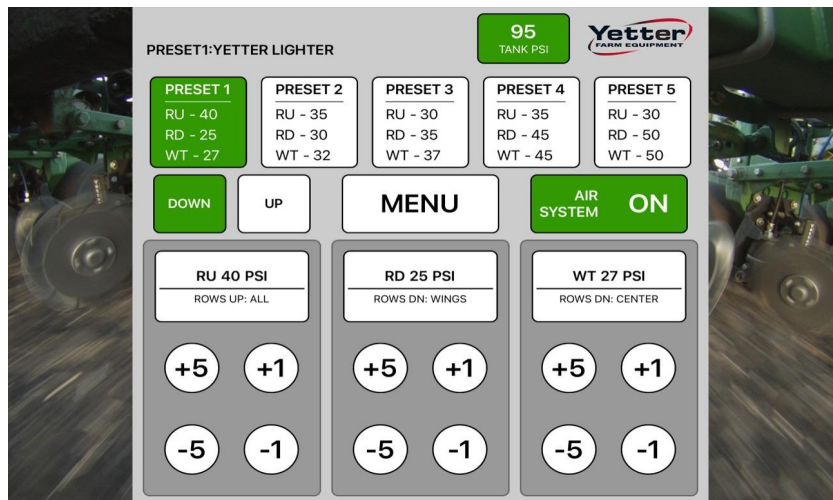 PRESET1:YETTER LIGHTER
95
TANK PSI
Yetter
FARM EQUIPMENT
PRESET 1
RU - 40
RD - 25
WT - 27
PRESET 2
RU - 35
RD - 30
WT - 32
PRESET 3
RU - 30
RD - 35
WT - 37
PRESET 4
RU - 35
RD - 45
WT - 45
PRESET 5
RU - 30
RD - 50
WT - 50
DOWN
UP
MENU
AIR
SYSTEM
ON
RU 40 PSI
ROWS UP: ALL
RD 25 PSI
ROWS DN: WINGS
WT 27 PSI
ROWS DN: CENTER
+5 +1
-5 -1
+5 +1
-5 -1
+5 +1
-5 -1